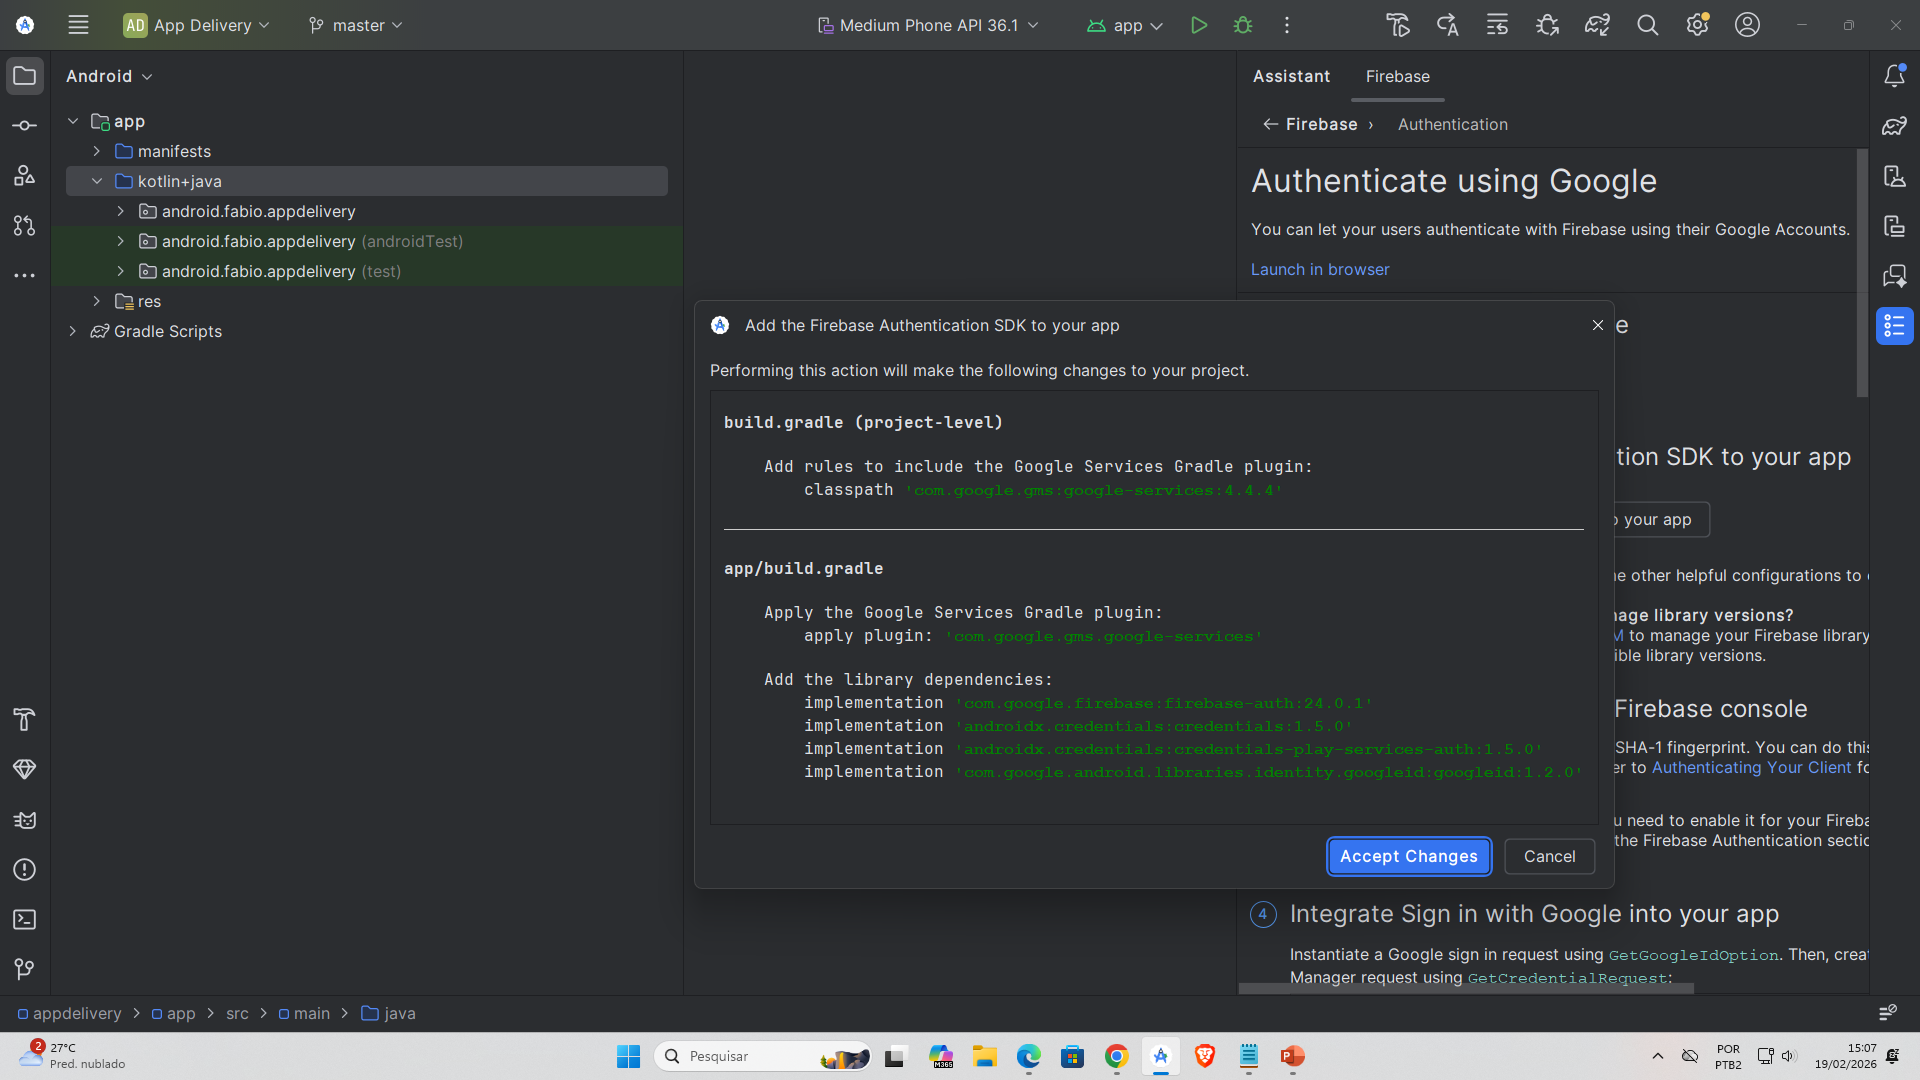 AD App Delivery
master
Medium Phone API 36.1
app
Android
app
manifests
kotlin+java
android.fabio.appdelivery
android.fabio.appdelivery (androidTest)
android.fabio.appdelivery (test)
res
Gradle Scripts
Assistant
Firebase
← Firebase › Authentication
Authenticate using Google
You can let your users authenticate with Firebase using their Google Accounts.
Launch in browser
e
Add the Firebase Authentication SDK to your app
Performing this action will make the following changes to your project.
build.gradle (project-level)
Add rules to include the Google Services Gradle plugin:
classpath 'com.google.gms:google-services:4.4.4'
app/build.gradle
Apply the Google Services Gradle plugin:
apply plugin: 'com.google.gms.google-services'
Add the library dependencies:
implementation 'com.google.firebase:firebase-auth:24.0.1'
implementation 'androidx.credentials:credentials:1.5.0'
implementation 'androidx.credentials:credentials-play-services-auth:1.5.0'
implementation 'com.google.android.libraries.identity.googleid:googleid:1.2.0'
Accept Changes
Cancel
tion SDK to your app
o your app
e other helpful configurations to
nage library versions?
M to manage your Firebase library
ible library versions.
Firebase console
SHA-1 fingerprint. You can do this
er to Authenticating Your Client fo
u need to enable it for your Fireba
the Firebase Authentication sectio
4 Integrate Sign in with Google into your app
Instantiate a Google sign in request using GetGoogleIdOption. Then, crea
Manager request using GetCredentialRequest:
appdelivery > app > src > main > java
2
27°C
Pred. nublado
Pesquisar
M365
POR
PTB2
15:07
19/02/2026